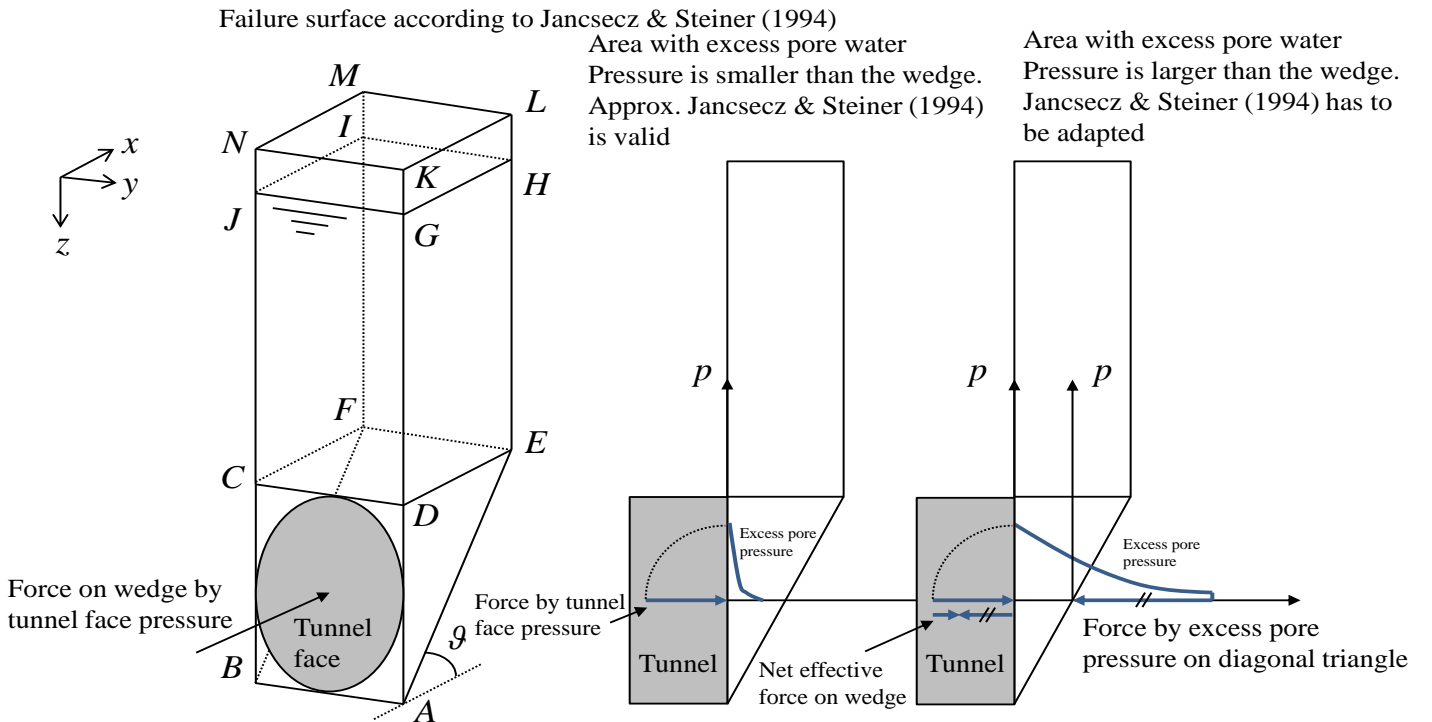 Failure surface according to Jancsecz & Steiner (1994)
Area with excess pore water
Pressure is smaller than the wedge.
Approx. Jancsecz & Steiner (1994)
is valid
Area with excess pore water
Pressure is larger than the wedge.
Jancsecz & Steiner (1994) has to
be adapted
M
L
I
N
K
H
J
G
x
y
z
F
E
C
D
B
A
ϑ
Force on wedge by
tunnel face pressure
Tunnel
face
p
Excess pore
pressure
Force by tunnel
face pressure
Tunnel
p
p
Excess pore
pressure
Net effective
force on wedge
Tunnel
Force by excess pore
pressure on diagonal triangle